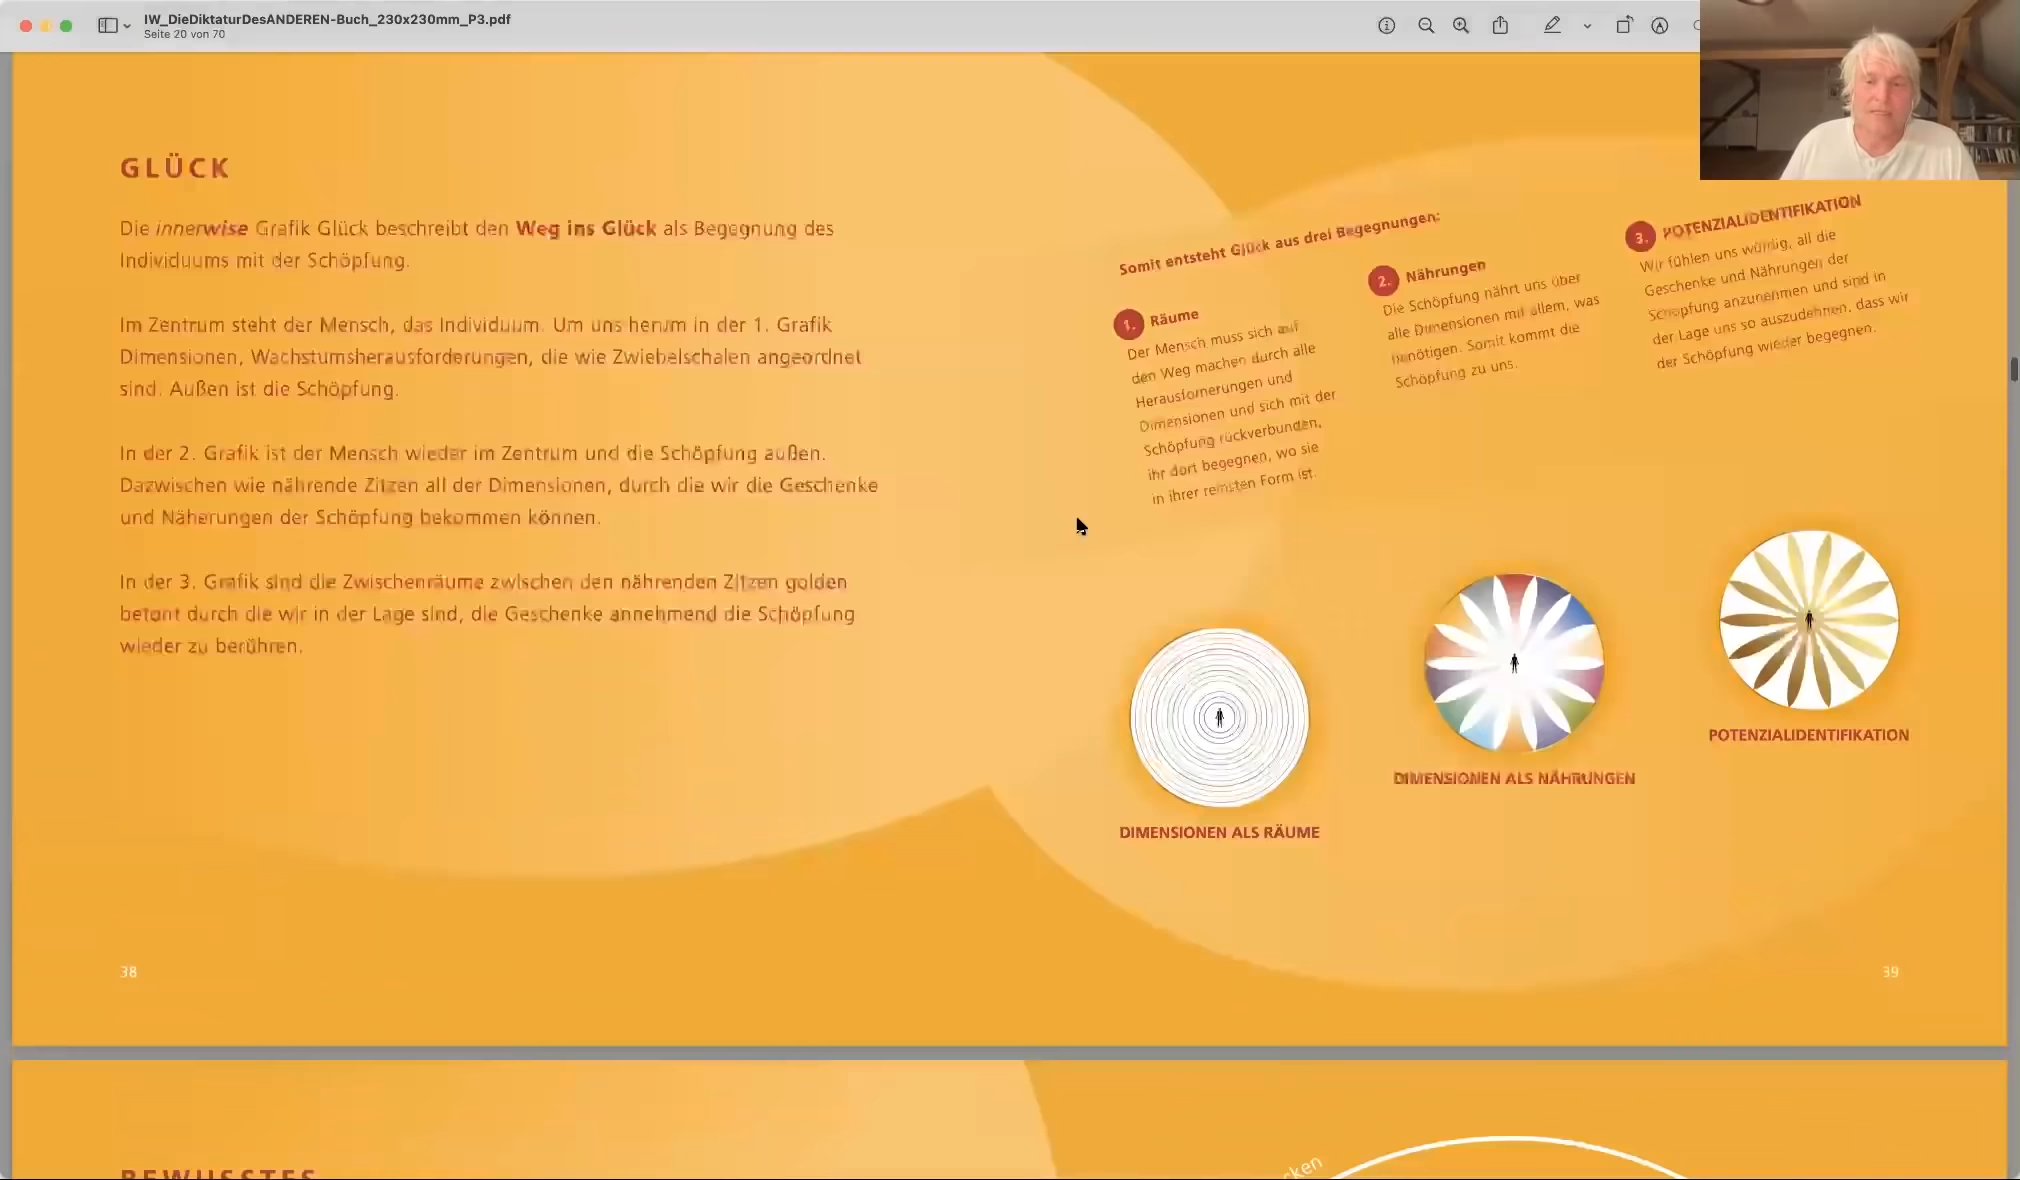 IW_DieDiktaturDesANDEREN-Buch_230x230mm_P3.pdf
Seite 20 von 70
GLÜCK
Die innerwise Grafik Glück beschreibt den Weg ins Glück als Begegnung des
Individuums mit der Schöpfung.
Im Zentrum steht der Mensch, das Individuum. Um uns herum in der 1. Grafik
Dimensionen, Wachstumsherausforderungen, die wie Zwiebelschalen angeordnet
sind. Außen ist die Schöpfung.
In der 2. Grafik ist der Mensch wieder im Zentrum und die Schöpfung außen.
Dazwischen wie nährende Zitzen all der Dimensionen, durch die wir die Geschenke
und Näherungen der Schöpfung bekommen können.
In der 3. Grafik sind die Zwischenräume zwischen den nährenden Zitzen golden
betont durch die wir in der Lage sind, die Geschenke annehmend die Schöpfung
wieder zu berühren.
38
Somit entsteht Glück aus drei Begegnungen:
1. Räume
Der Mensch muss sich auf
den Weg machen durch alle
Herausforderungen und
Dimensionen und sich mit der
Schöpfung rückverbunden,
ihr dort begegnen, wo sie
in ihrer reinsten Form ist.
2. Nährungen
Die Schöpfung nährt uns über
alle Dimensionen mit allem, was
benötigen. Somit kommt die
Schöpfung zu uns.
3. POTENZIALIDENTIFIKATION
Wir fühlen uns würdig, all die
Geschenke und Nährungen der
Schöpfung anzunehmen und sind in
der Lage uns so auszudehnen, dass wir
der Schöpfung wieder begegnen.
DIMENSIONEN ALS RÄUME
DIMENSIONEN ALS NÄHRUNGEN
POTENZIALIDENTIFIKATION
39
BEWUSSTES
cken